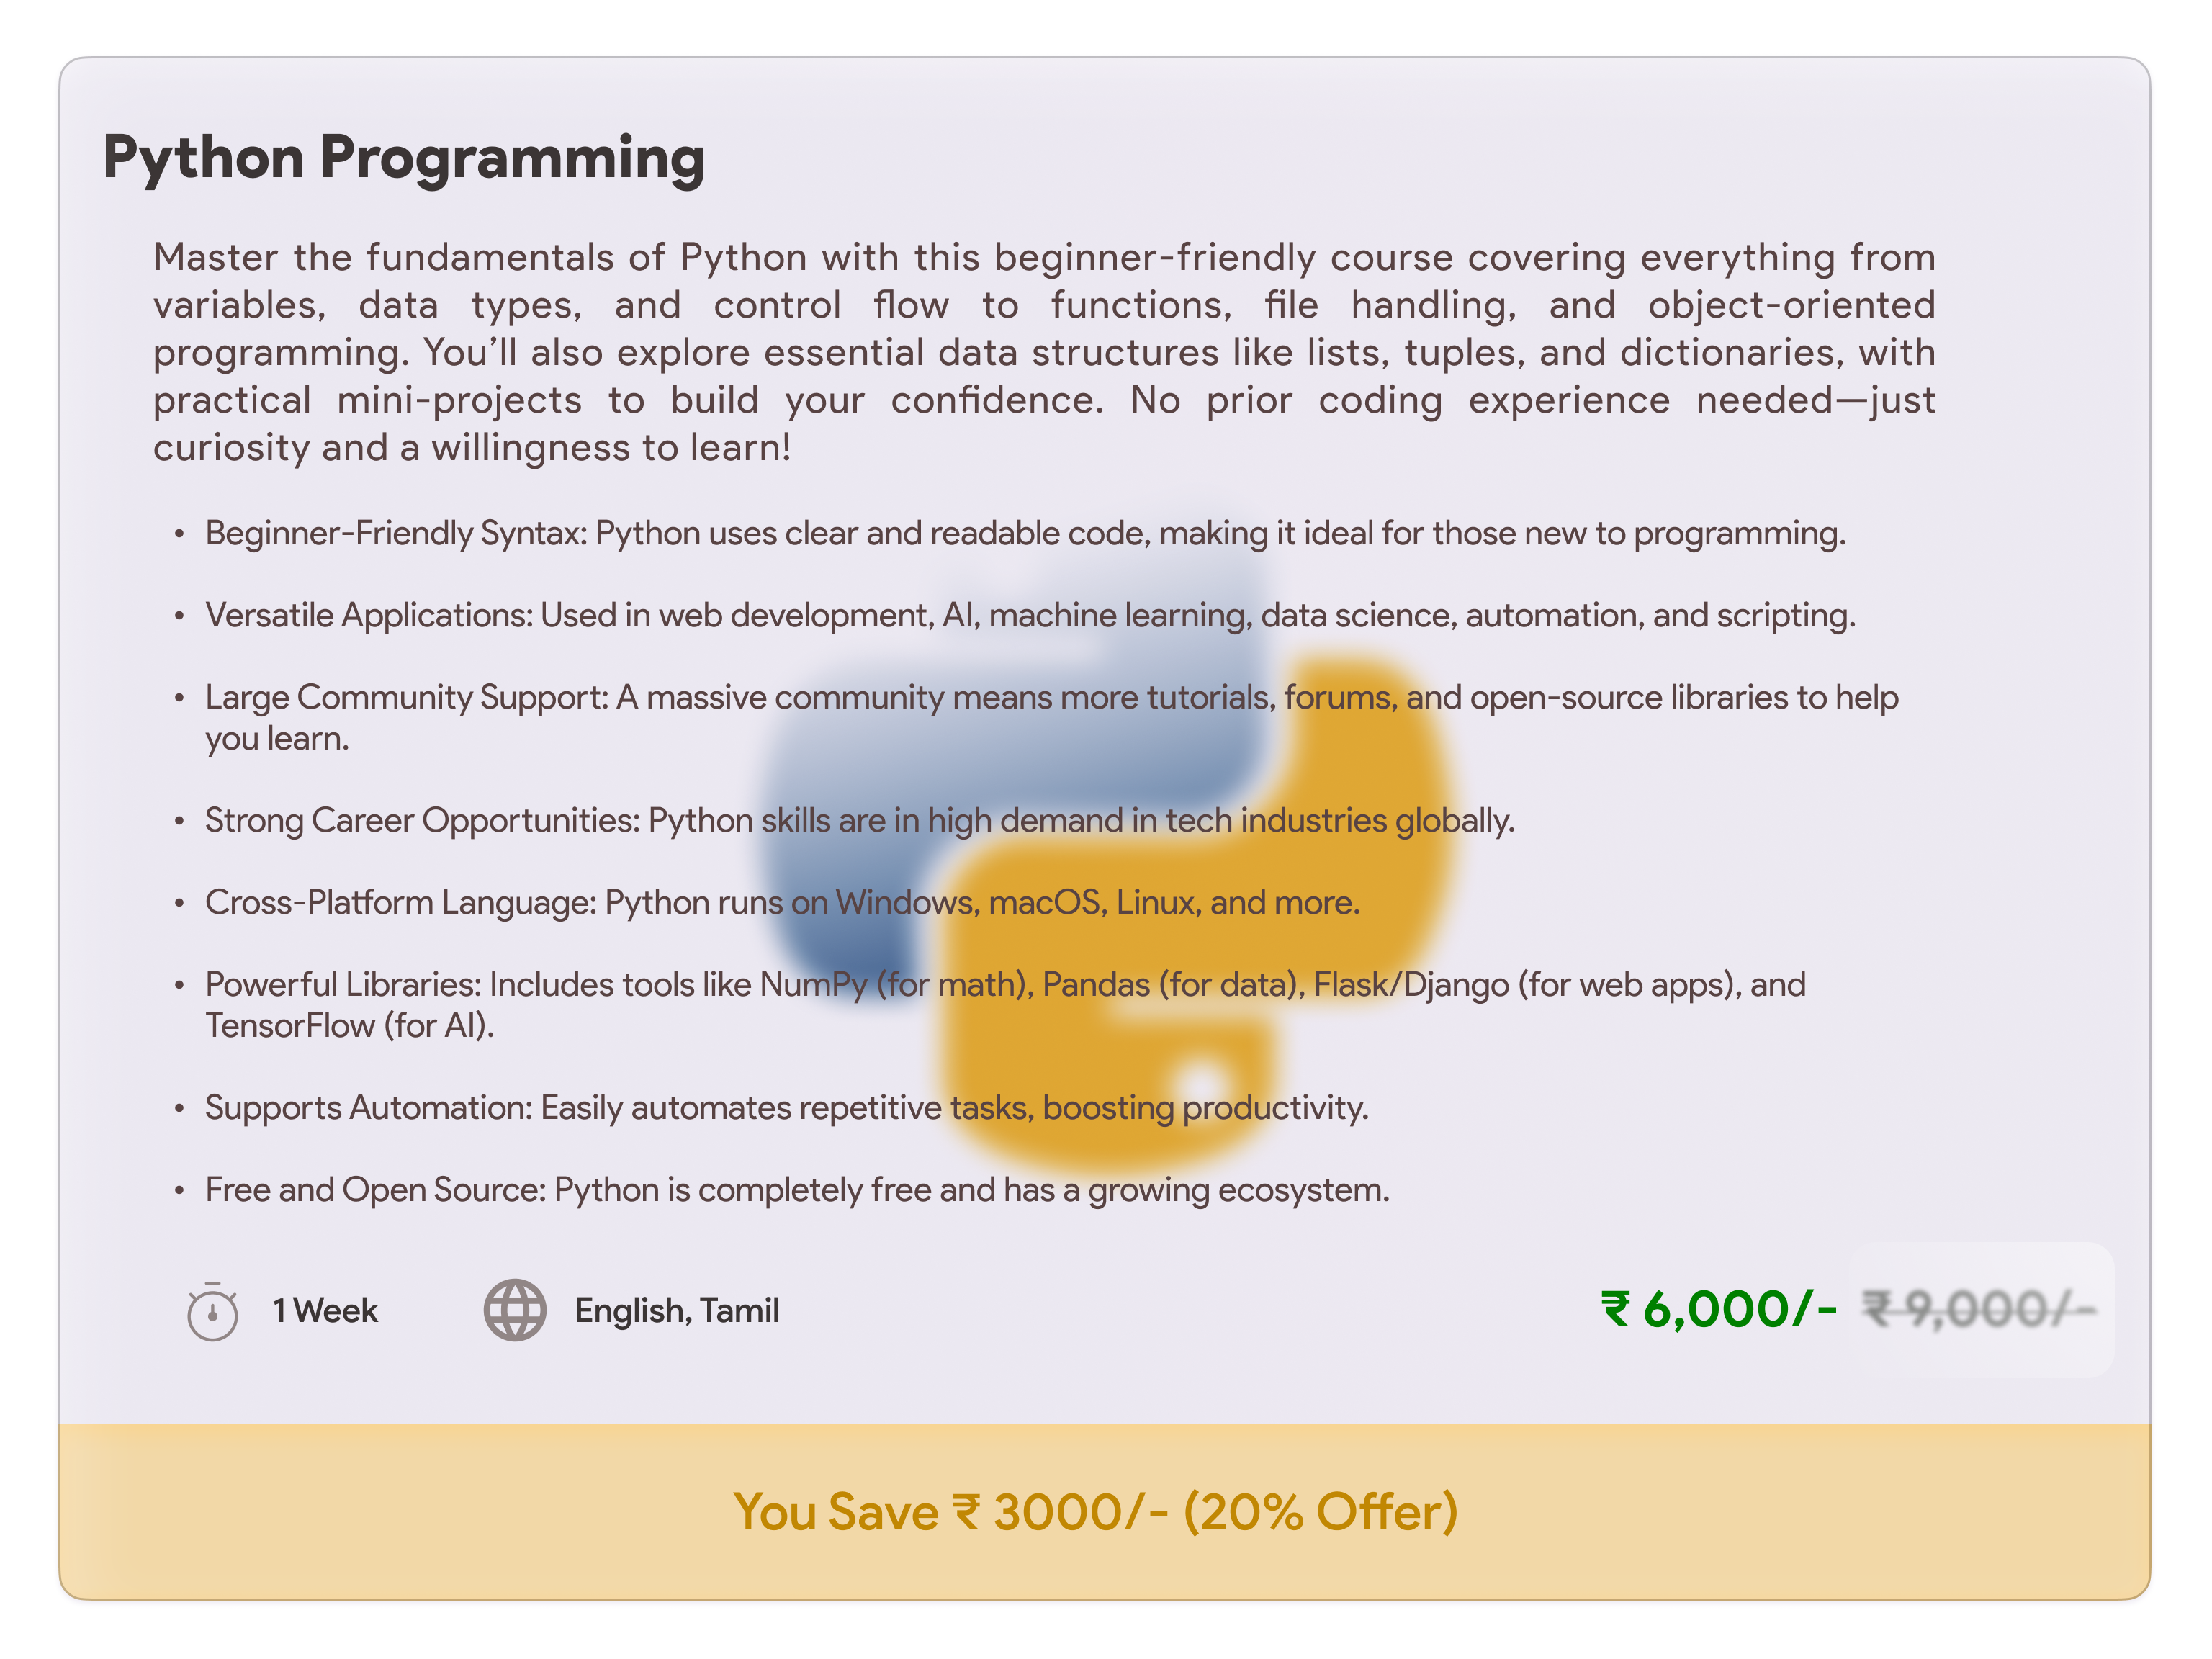 Python Programming
Master the fundamentals of Python with this beginner-friendly course covering everything from
variables, data types, and control flow to functions, file handling, and object-oriented
programming. You’ll also explore essential data structures like lists, tuples, and dictionaries, with
practical mini-projects to build your confidence. No prior coding experience needed—just
curiosity and a willingness to learn!
• Beginner-Friendly Syntax: Python uses clear and readable code, making it ideal for those new to programming.
• Versatile Applications: Used in web development, AI, machine learning, data science, automation, and scripting.
• Large Community Support: A massive community means more tutorials, forums, and open-source libraries to help
you learn.
• Strong Career Opportunities: Python skills are in high demand in tech industries globally.
• Cross-Platform Language: Python runs on Windows, macOS, Linux, and more.
• Powerful Libraries: Includes tools like NumPy (for math), Pandas (for data), Flask/Django (for web apps), and
TensorFlow (for AI).
• Supports Automation: Easily automates repetitive tasks, boosting productivity.
• Free and Open Source: Python is completely free and has a growing ecosystem.
1 Week English, Tamil ₹ 6,000/- ₹ 9,000/-
You Save ₹ 3000/- (20% Offer)